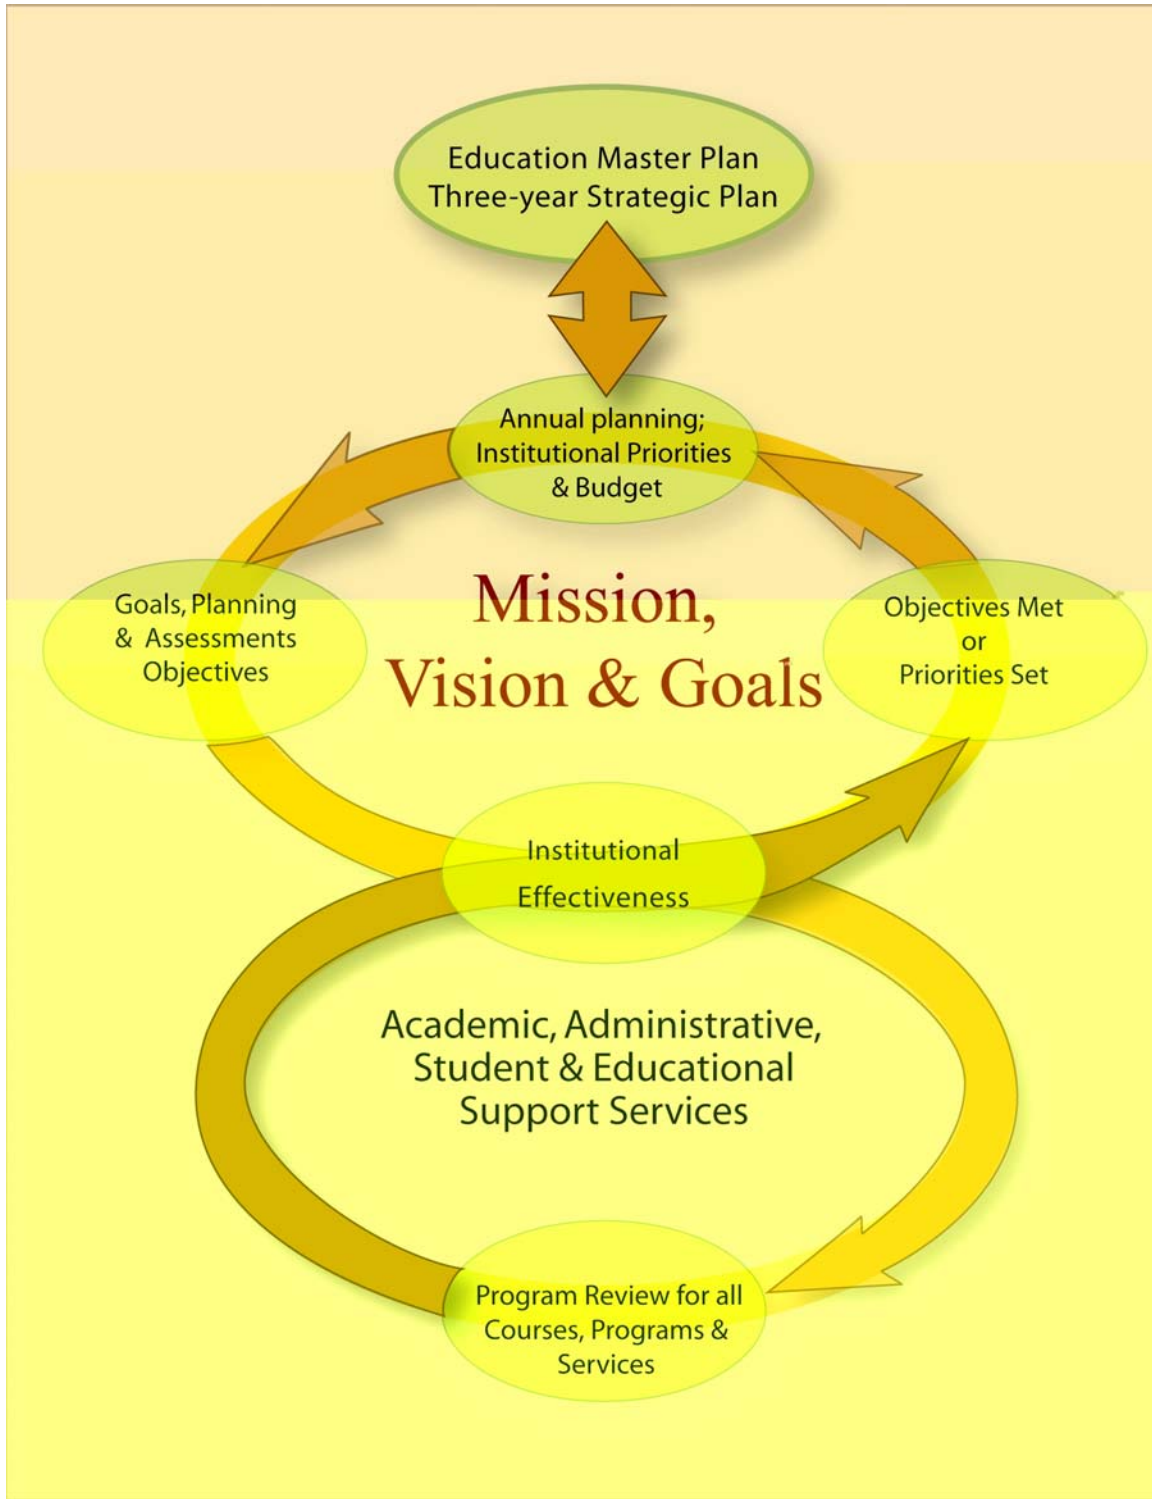 Education Master Plan
Three-year Strategic Plan
Annual planning;
Institutional Priorities
& Budget
Goals, Planning
& Assessments
Objectives
Mission,
Vision & Goals
Objectives Met
or
Priorities Set
Institutional
Effectiveness
Academic, Administrative,
Student & Educational
Support Services
Program Review for all
Courses, Programs &
Services